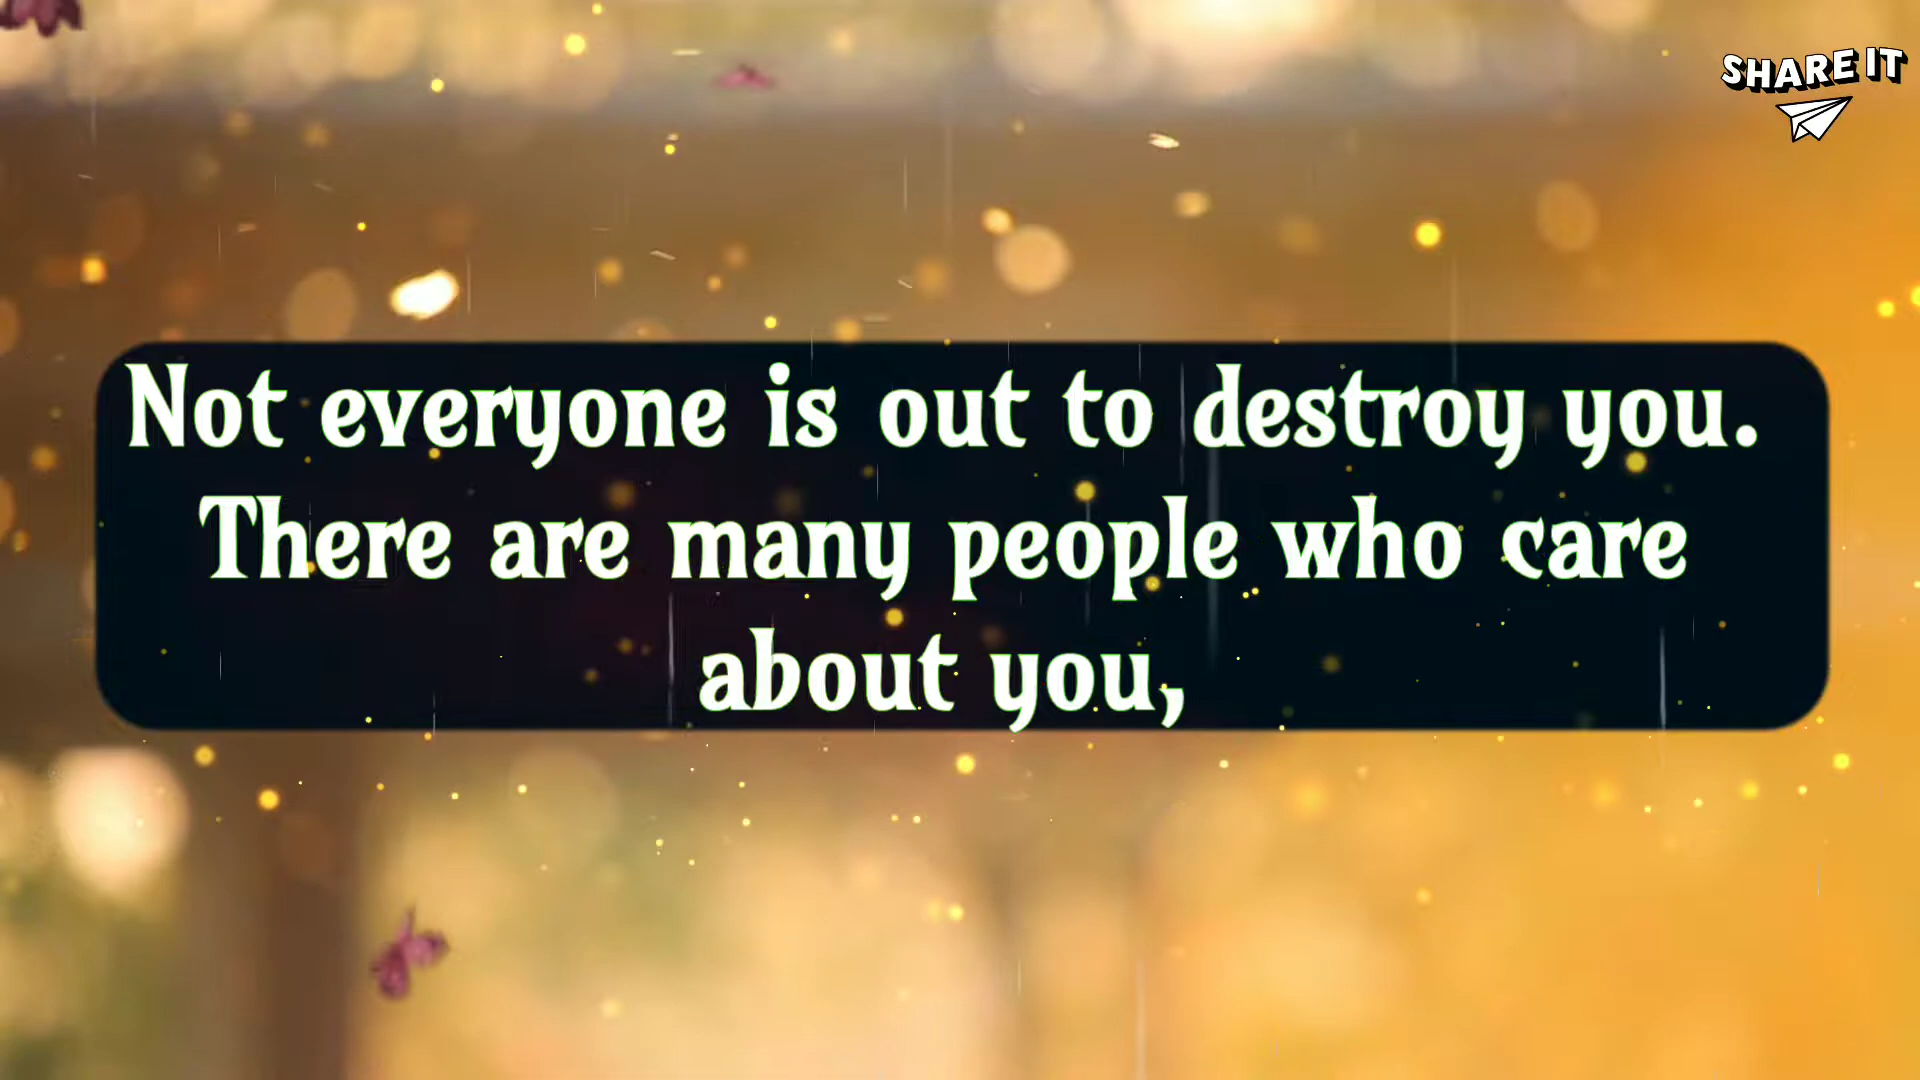 SHARE IT
Not everyone is out to destroy you.
There are many people who care
about you,